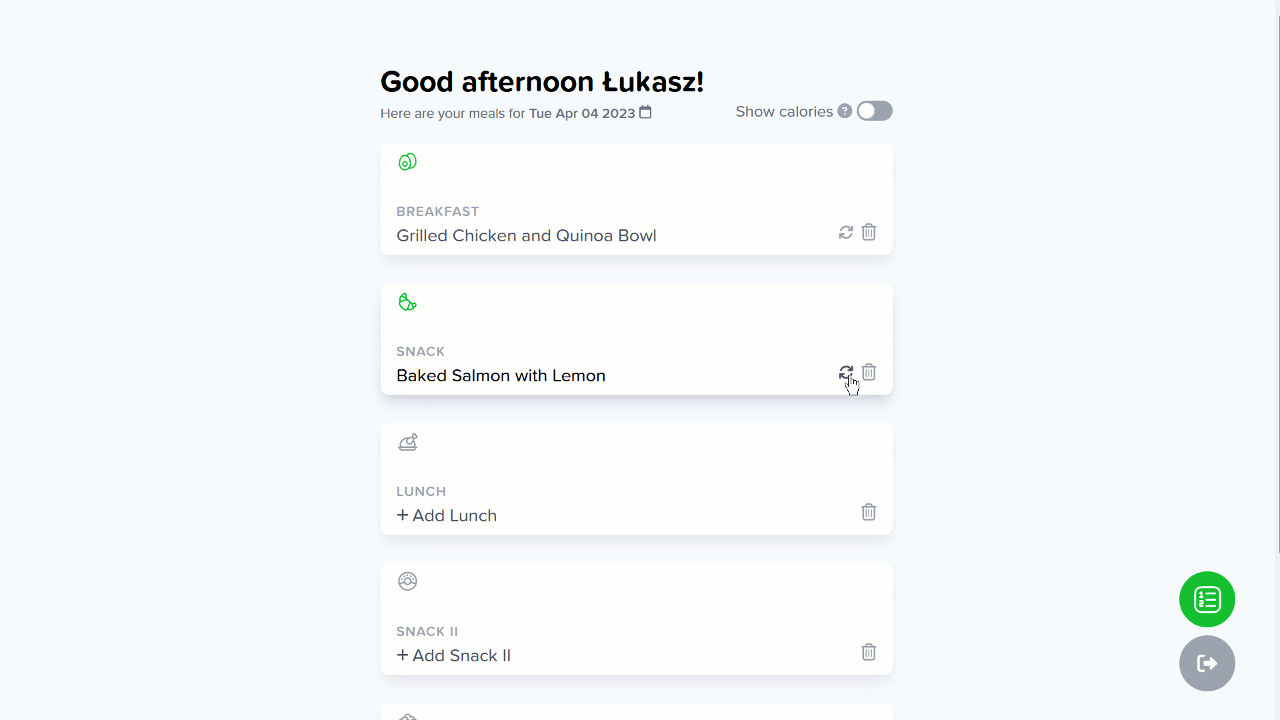 Good afternoon Łukasz!
Here are your meals for Tue Apr 04 2023
Show calories ?
BREAKFAST
Grilled Chicken and Quinoa Bowl
SNACK
Baked Salmon with Lemon
LUNCH
+ Add Lunch
SNACK II
+ Add Snack II